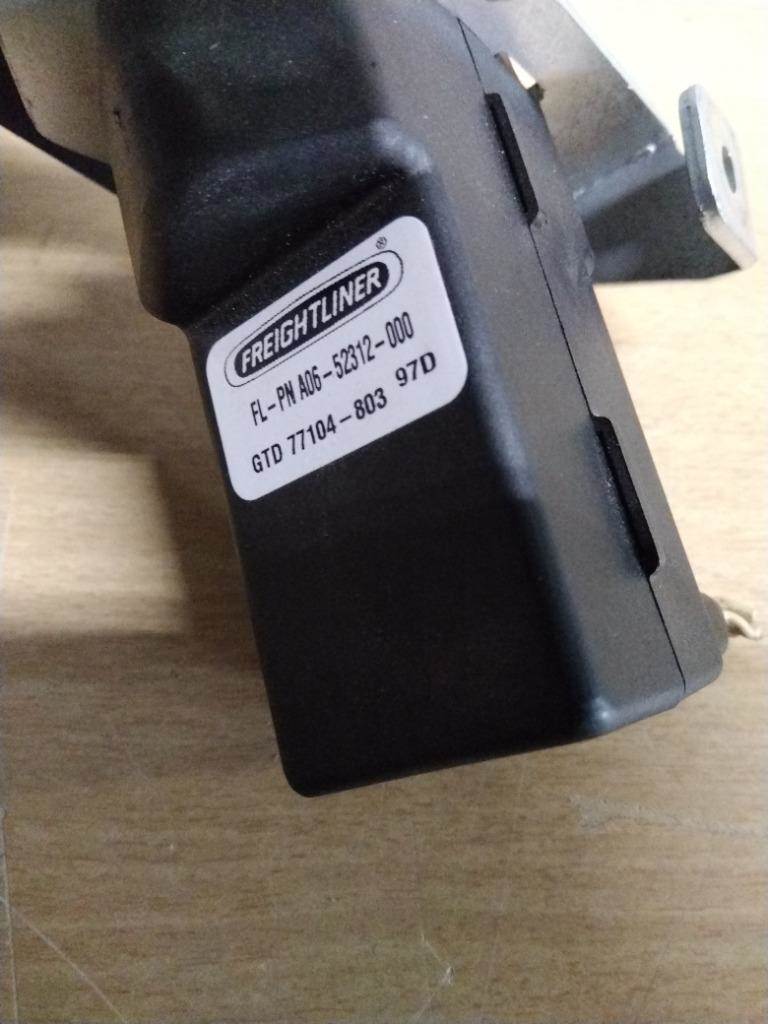 ®
FREIGHTLINER
FL-PN A06-52312-000
GTD 77104-803 97D